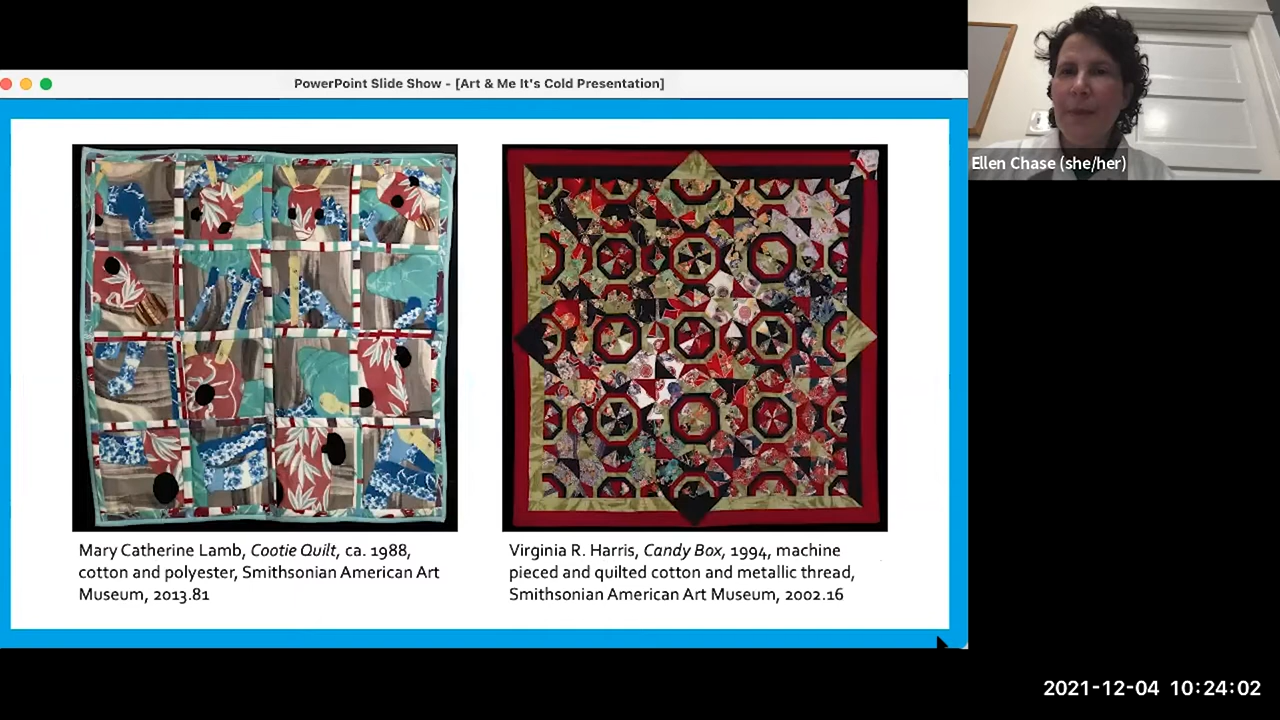 PowerPoint Slide Show - [Art & Me It's Cold Presentation]
Ellen Chase (she/her)
Mary Catherine Lamb, Cootie Quilt, ca. 1988,
cotton and polyester, Smithsonian American Art
Museum, 2013.81
Virginia R. Harris, Candy Box, 1994, machine
pieced and quilted cotton and metallic thread,
Smithsonian American Art Museum, 2002.16
2021-12-04 10:24:02